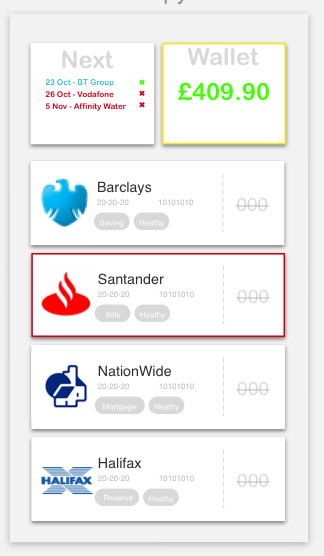 Next
23 Oct - BT Group ✖
26 Oct - Vodafone ✖
5 Nov - Affinity Water ✖
Wallet
£409.90
Barclays
20-20-20 10101010
Saving Heathy
000
Santander
20-20-20 10101010
Bills Heathy
000
NationWide
20-20-20 10101010
Mortgage Heathy
000
HALIFAX
Halifax
20-20-20 10101010
Reserve Heathy
000